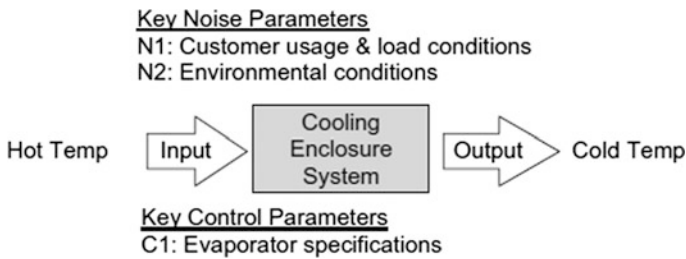 Key Noise Parameters
N1: Customer usage & load conditions
N2: Environmental conditions
Hot Temp
Input
Cooling
Enclosure
System
Output
Cold Temp
Key Control Parameters
C1: Evaporator specifications